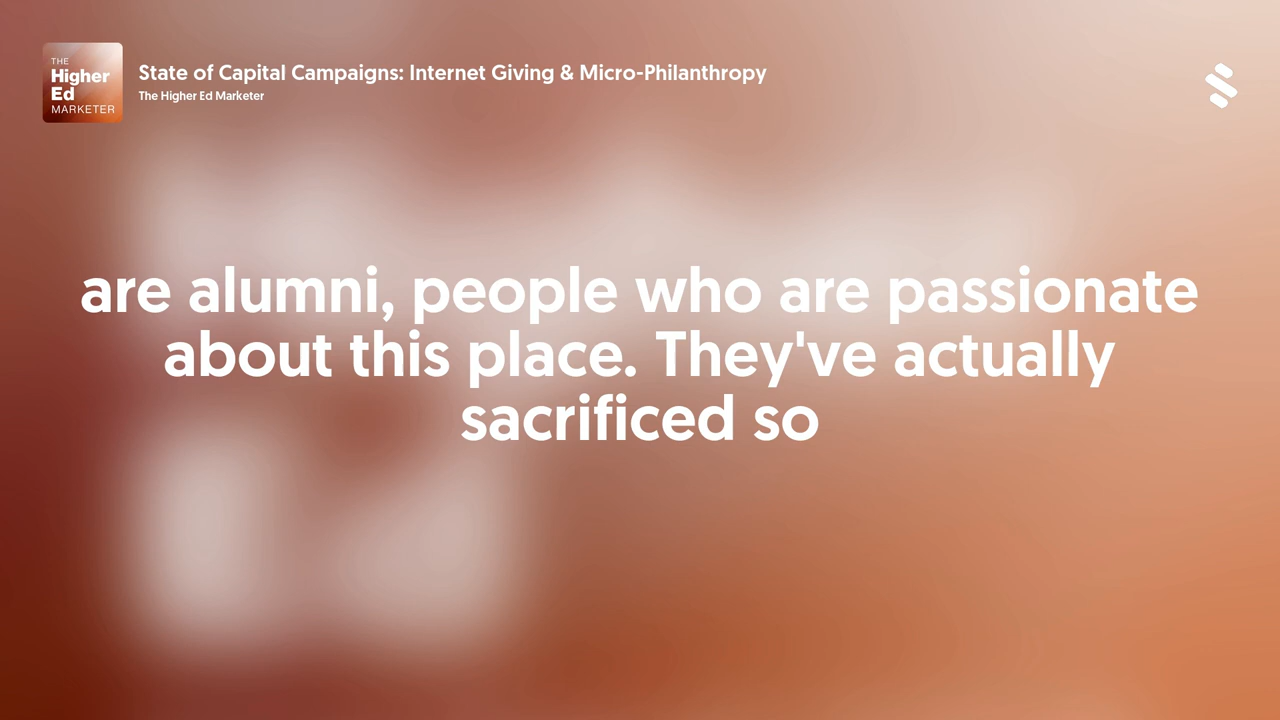 THE
Higher
Ed
MARKETER
State of Capital Campaigns: Internet Giving & Micro-Philanthropy
The Higher Ed Marketer
are alumni, people who are passionate
about this place. They've actually
sacrificed so